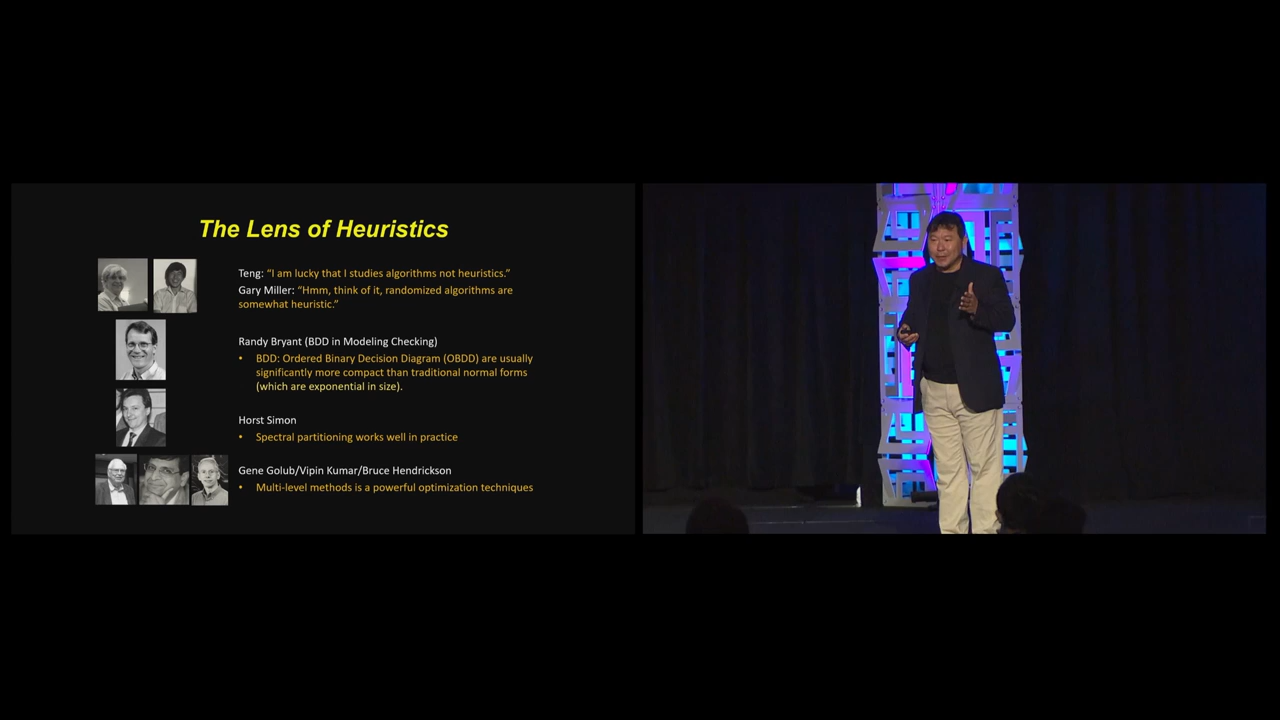 The Lens of Heuristics
Teng: “I am lucky that I studies algorithms not heuristics.”
Gary Miller: “Hmm, think of it, randomized algorithms are
somewhat heuristic.”
Randy Bryant (BDD in Modeling Checking)
• BDD: Ordered Binary Decision Diagram (OBDD) are usually
significantly more compact than traditional normal forms
(which are exponential in size).
Horst Simon
• Spectral partitioning works well in practice
Gene Golub/Vipin Kumar/Bruce Hendrickson
• Multi-level methods is a powerful optimization techniques